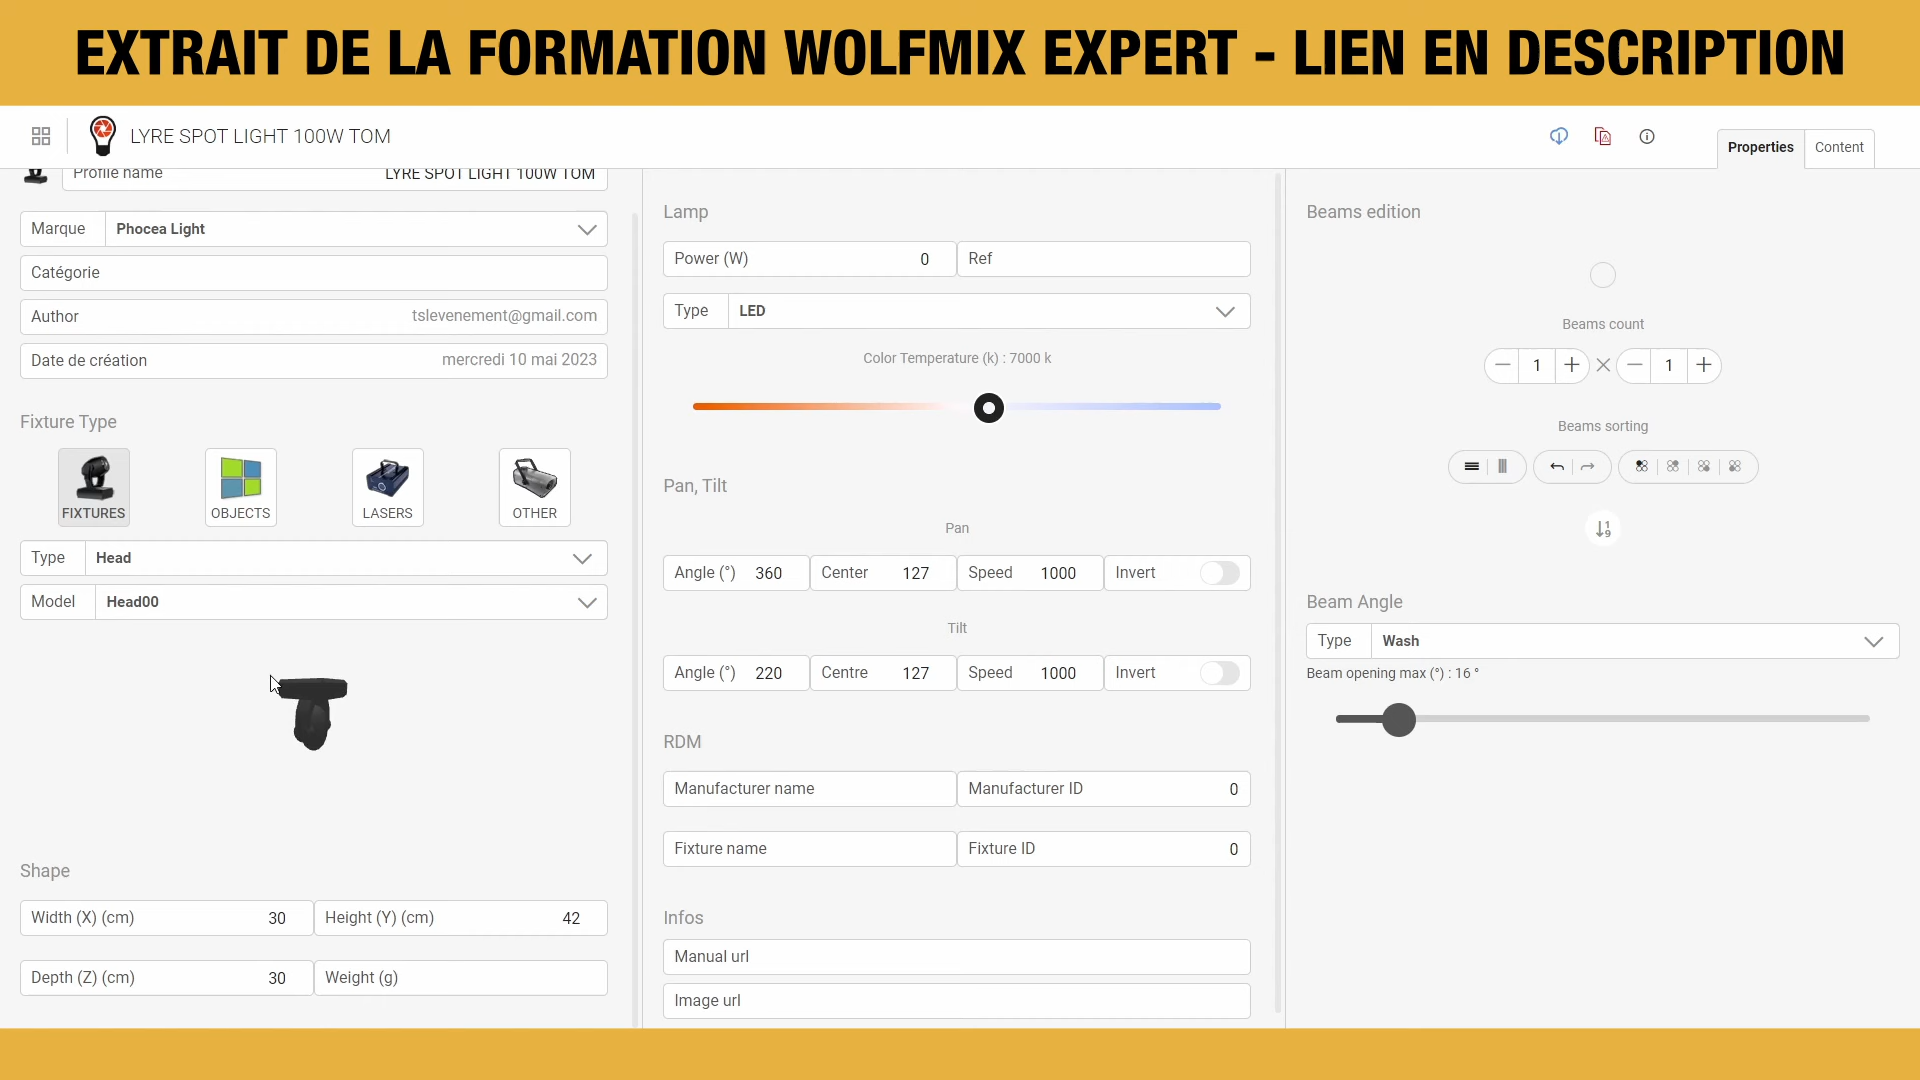 EXTRAIT DE LA FORMATION WOLFMIX EXPERT - LIEN EN DESCRIPTION
LYRE SPOT LIGHT 100W TOM
Properties
Content
Profile name
LYRE SPOT LIGHT 100W TOM
Marque
Phocea Light
Catégorie
Author
tslevenement@gmail.com
Date de création
mercredi 10 mai 2023
Fixture Type
FIXTURES
OBJECTS
LASERS
OTHER
Type
Head
Model
Head00
Shape
Width (X) (cm)
30
Height (Y) (cm)
42
Depth (Z) (cm)
30
Weight (g)
Lamp
Power (W)
0
Ref
Type
LED
Color Temperature (k) : 7000 k
Pan, Tilt
Pan
Angle (°)
360
Center
127
Speed
1000
Invert
Tilt
Angle (°)
220
Centre
127
Speed
1000
Invert
RDM
Manufacturer name
Manufacturer ID
0
Fixture name
Fixture ID
0
Infos
Manual url
Image url
Beams edition
Beams count
1
1
Beams sorting
1
9
Beam Angle
Type
Wash
Beam opening max (°) : 16 °